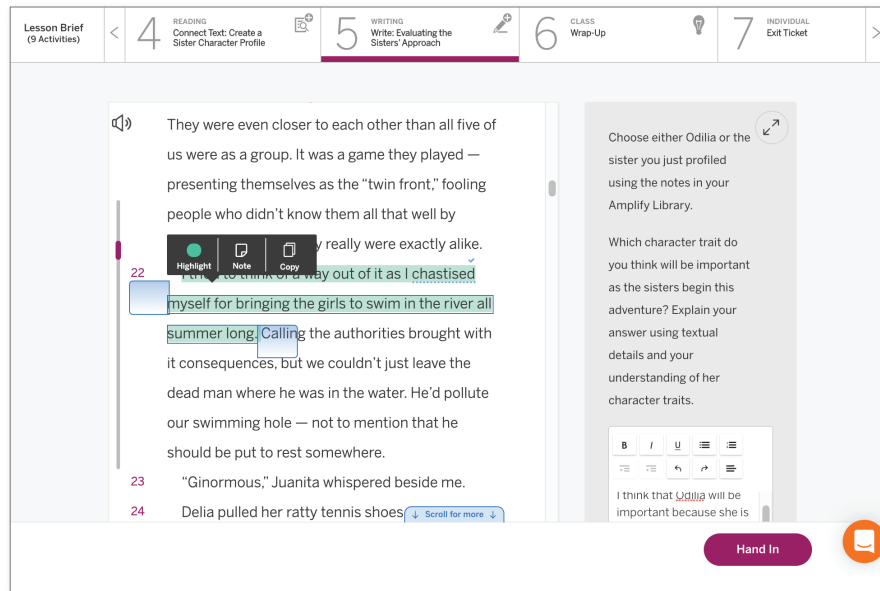 Lesson Brief
(9 Activities)
4
READING
Connect Text: Create a
Sister Character Profile
5
WRITING
Write: Evaluating the
Sisters' Approach
6
CLASS
Wrap-Up
7
INDIVIDUAL
Exit Ticket
They were even closer to each other than all five of
us were as a group. It was a game they played —
presenting themselves as the “twin front,” fooling
people who didn’t know them all that well by
y really were exactly alike.
Highlight
Note
Copy
22
way out of it as I chastised
myself for bringing the girls to swim in the river all
summer long. Calling the authorities brought with
it consequences, but we couldn’t just leave the
dead man where he was in the water. He’d pollute
our swimming hole — not to mention that he
should be put to rest somewhere.
23 “Ginormous,” Juanita whispered beside me.
24 Delia pulled her ratty tennis shoes
↓ Scroll for more ↓
Choose either Odilia or the
sister you just profiled
using the notes in your
Amplify Library.
Which character trait do
you think will be important
as the sisters begin this
adventure? Explain your
answer using textual
details and your
understanding of her
character traits.
B I U
I think that Odilia will be
important because she is
Hand In